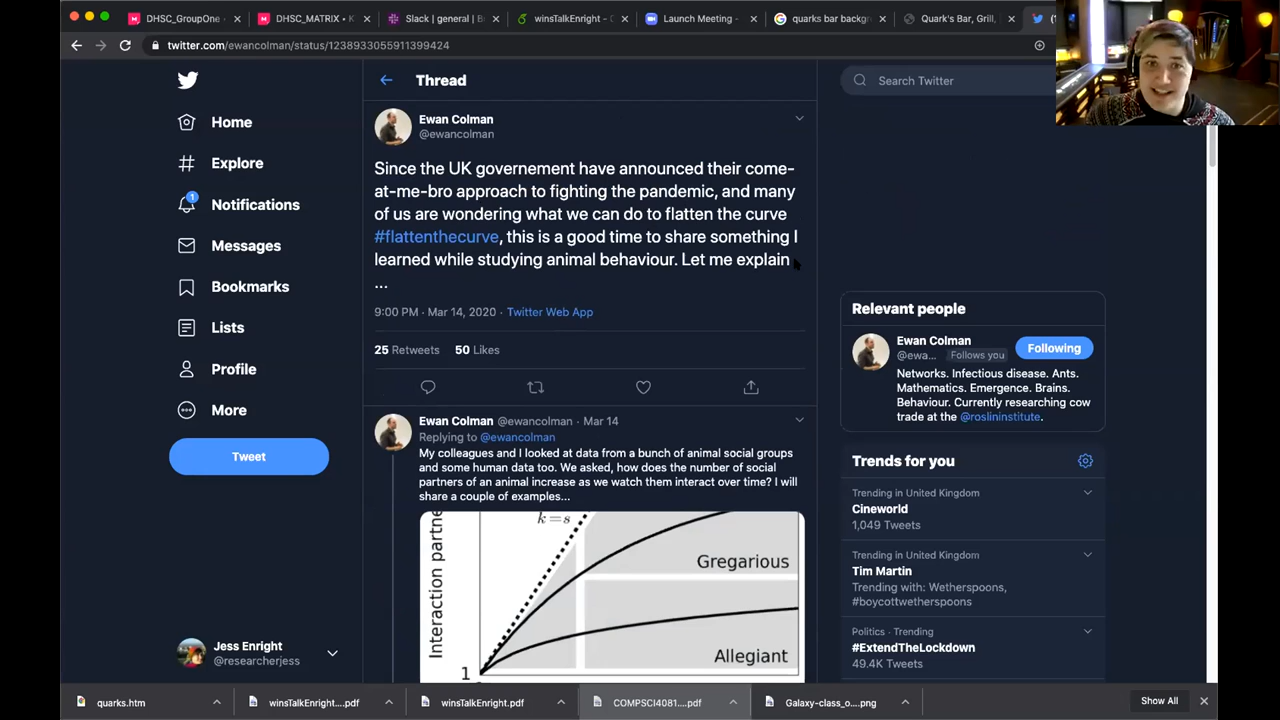 DHSC_GroupOne
DHSC_MATRIX • K
Slack | general | B
winsTalkEnright - O
Launch Meeting -
quarks bar backg
Quark's Bar, Grill,
twitter.com/ewancolman/status/1238933055911399424
Thread
Search Twitter
Home
Explore
1
Notifications
Messages
Bookmarks
Lists
Profile
More
Tweet
Jess Enright
@researcherjess
Ewan Colman
@ewancolman
Since the UK governement have announced their come-
at-me-bro approach to fighting the pandemic, and many
of us are wondering what we can do to flatten the curve
#flattenthecurve, this is a good time to share something I
learned while studying animal behaviour. Let me explain
...
9:00 PM · Mar 14, 2020 · Twitter Web App
25 Retweets 50 Likes
Ewan Colman @ewancolman · Mar 14
Replying to @ewancolman
My colleagues and I looked at data from a bunch of animal social groups
and some human data too. We asked, how does the number of social
partners of an animal increase as we watch them interact over time? I will
share a couple of examples...
k=s
Interaction partne
Gregarious
Allegiant
1
Relevant people
Ewan Colman
@ewa... Follows you
Following
Networks. Infectious disease. Ants.
Mathematics. Emergence. Brains.
Behaviour. Currently researching cow
trade at the @roslininstitute.
Trends for you
Trending in United Kingdom
Cineworld
1,049 Tweets
Trending in United Kingdom
Tim Martin
Trending with: Wetherspoons,
#boycottwetherspoons
Politics · Trending
#ExtendTheLockdown
49.4K Tweets
quarks.htm
winsTalkEnright....pdf
winsTalkEnright.pdf
COMPSCI4081....pdf
Galaxy-class_o....png
Show All